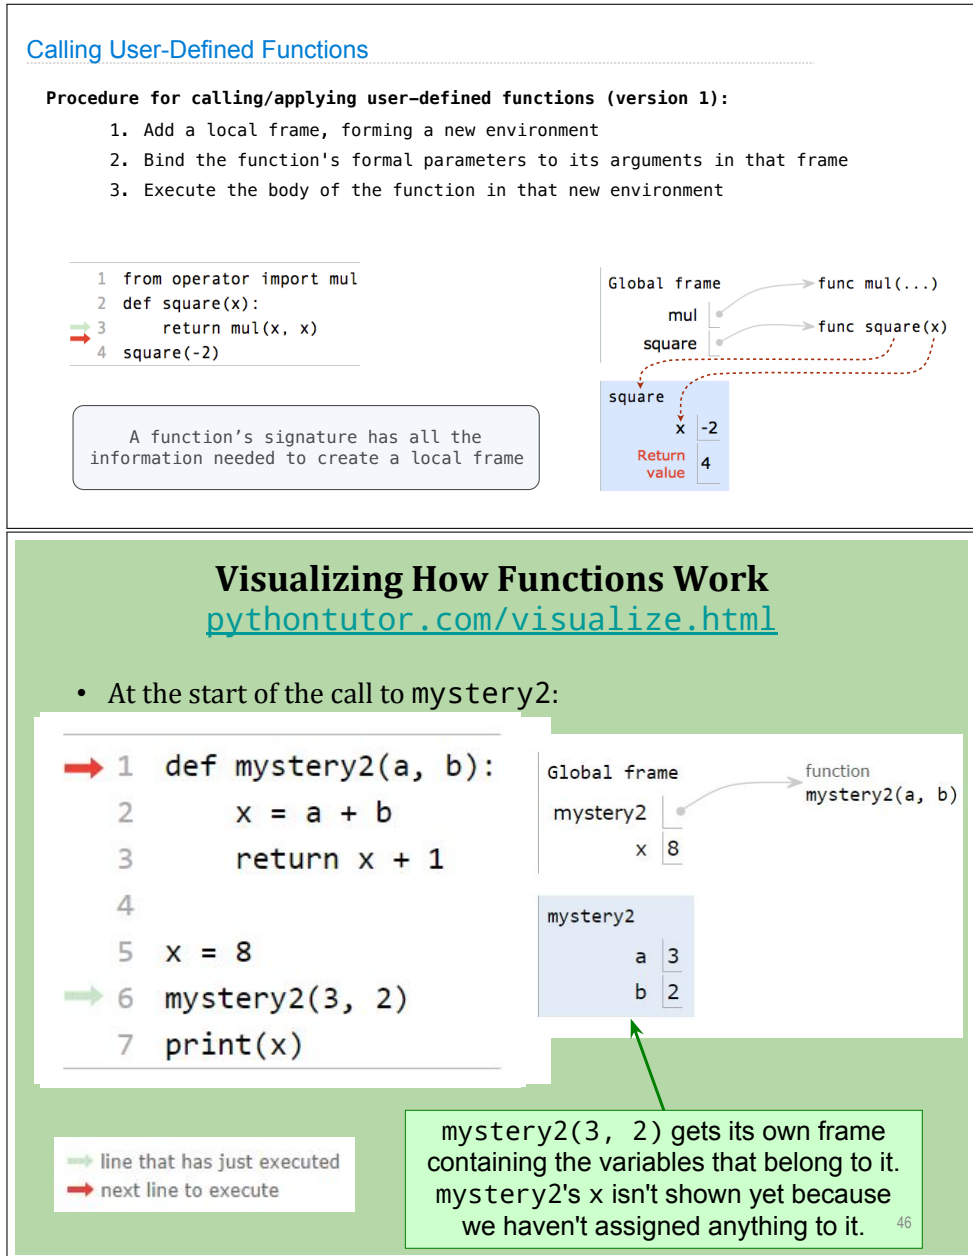 Calling User-Defined Functions
Procedure for calling/applying user–defined functions (version 1):
1. Add a local frame, forming a new environment
2. Bind the function's formal parameters to its arguments in that frame
3. Execute the body of the function in that new environment
1 from operator import mul
2 def square(x):
3 return mul(x, x)
4 square(-2)
Global frame
mul
square
func mul(...)
func square(x)
square
x -2
Return value 4
A function’s signature has all the
information needed to create a local frame
Visualizing How Functions Work
pythontutor.com/visualize.html
• At the start of the call to mystery2:
1 def mystery2(a, b):
2 x = a + b
3 return x + 1
4
5 x = 8
6 mystery2(3, 2)
7 print(x)
Global frame
mystery2
x 8
function
mystery2(a, b)
mystery2
a 3
b 2
line that has just executed
next line to execute
mystery2(3, 2) gets its own frame
containing the variables that belong to it.
mystery2's x isn't shown yet because
we haven't assigned anything to it.
46